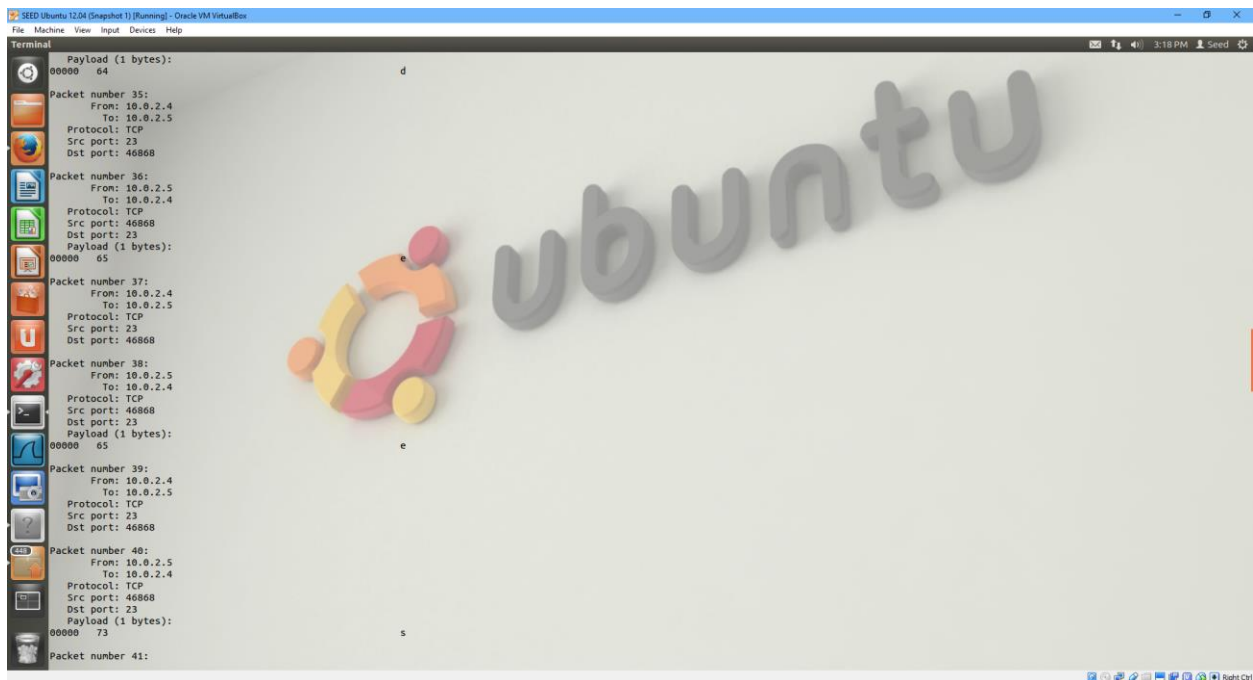 SEED Ubuntu 12.04 (Snapshot 1) [Running] - Oracle VM VirtualBox
File Machine View Input Devices Help
Terminal 3:18 PM Seed
Payload (1 bytes):
00000 64 d
Packet number 35:
From: 10.0.2.4
To: 10.0.2.5
Protocol: TCP
Src port: 23
Dst port: 46868
Packet number 36:
From: 10.0.2.5
To: 10.0.2.4
Protocol: TCP
Src port: 46868
Dst port: 23
Payload (1 bytes):
00000 65 e
Packet number 37:
From: 10.0.2.4
To: 10.0.2.5
Protocol: TCP
Src port: 23
Dst port: 46868
Packet number 38:
From: 10.0.2.5
To: 10.0.2.4
Protocol: TCP
Src port: 46868
Dst port: 23
Payload (1 bytes):
00000 65 e
Packet number 39:
From: 10.0.2.4
To: 10.0.2.5
Protocol: TCP
Src port: 23
Dst port: 46868
Packet number 40:
From: 10.0.2.5
To: 10.0.2.4
Protocol: TCP
Src port: 46868
Dst port: 23
Payload (1 bytes):
00000 73 s
Packet number 41:
ubuntu
448
Right Ctrl